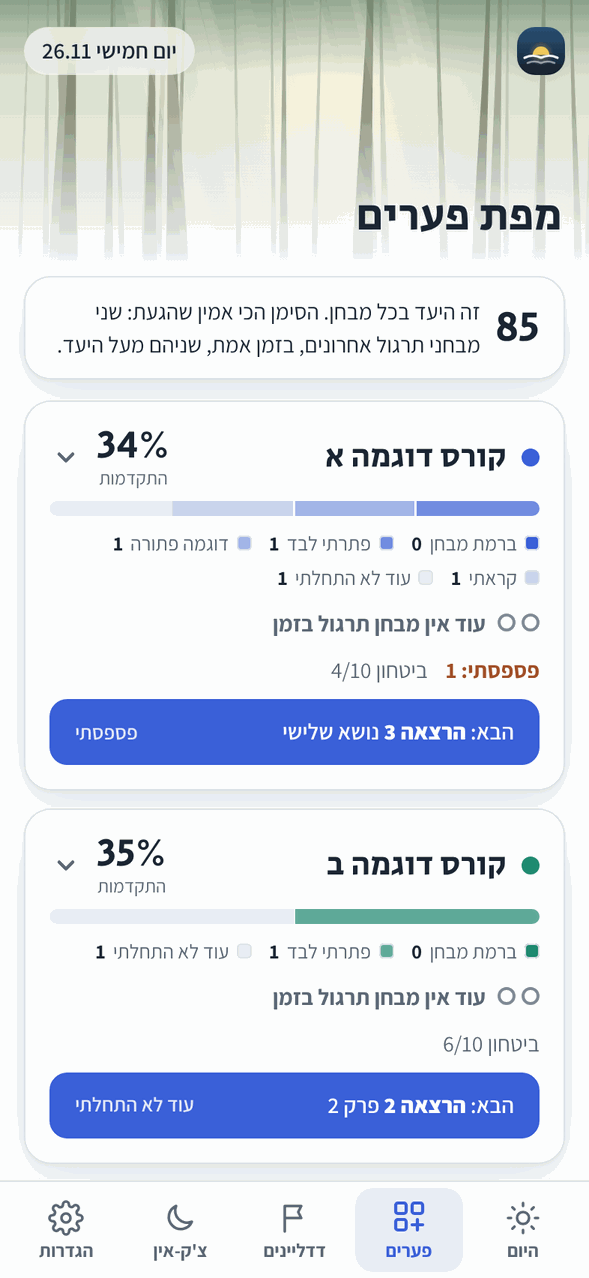 יום חמישי 26.11
מפת פערים
85
זה היעד בכל מבחן. הסימן הכי אמין שהגעת: שני
מבחני תרגול אחרונים, בזמן אמת, שניהם מעל היעד.
קורס דוגמה א
34%
התקדמות
ברמת מבחן 0 פתרתי לבד 1 דוגמה פתורה 1
קראתי 1 עוד לא התחלתי 1
עוד אין מבחן תרגול בזמן
פספסתי: 1 ביטחון 4/10
הבא: הרצאה 3 נושא שלישי פספסתי
קורס דוגמה ב
35%
התקדמות
ברמת מבחן 0 פתרתי לבד 1 עוד לא התחלתי 1
עוד אין מבחן תרגול בזמן
ביטחון 6/10
הבא: הרצאה 2 פרק 2 עוד לא התחלתי
היום פערים דדליינים צ'ק-אין הגדרות